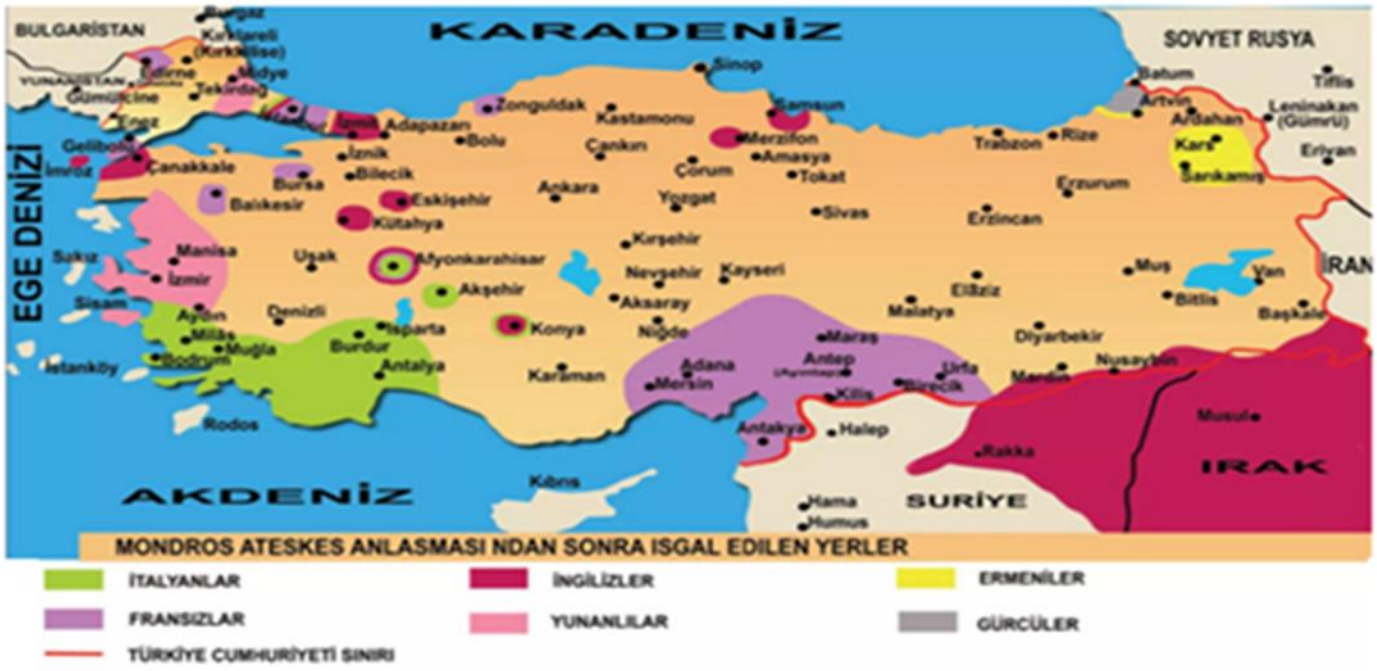 KARADENİZ
BULGARİSTAN
Burgaz
Kırklareli
(Kırkkilise)
SOVYET RUSYA
Edirne
Midye
YUNANİSTAN
Gümülcine
Tekirdağ
Enez
Sinop
Batum
Tiflis
Zonguldak
Kastamonu
Samsun
Artvin
Leninakan
(Gümrü)
Ardahan
İstanbul
İzmit
Adapazarı
Bolu
Merzifon
Trabzon
Rize
Kars
Erivan
Gelibolu
İznik
Çankırı
Çorum
Amasya
İmroz
Çanakkale
Bursa
Bilecik
Tokat
Sarıkamış
EGE DENİZİ
Balıkesir
Eskişehir
Ankara
Yozgat
Erzurum
Kütahya
Sivas
Erzincan
Manisa
Uşak
Afyonkarahisar
Kırşehir
Sakız
İzmir
Nevşehir
Kayseri
Elâziz
Muş
Van
İRAN
Akşehir
Aksaray
Bitlis
Sisam
Aydın
Denizli
Isparta
Konya
Niğde
Malatya
Başkale
Milâs
Muğla
Burdur
Maraş
Diyarbekir
Bodrum
Antalya
Karaman
Adana
Antep
Urfa
Mardin
Nusaybin
İstanköy
Mersin
Kilis
Birecik
Rodos
Antakya
Halep
Musul
Rakka
IRAK
AKDENİZ
Kıbrıs
Hama
SURİYE
Humus
MONDROS ATESKES ANLASMASI NDAN SONRA ISGAL EDILEN YERLER
İTALYANLAR
İNGİLİZLER
ERMENİLER
FRANSIZLAR
YUNANLILAR
GÜRCÜLER
TÜRKİYE CUMHURİYETİ SINIRI